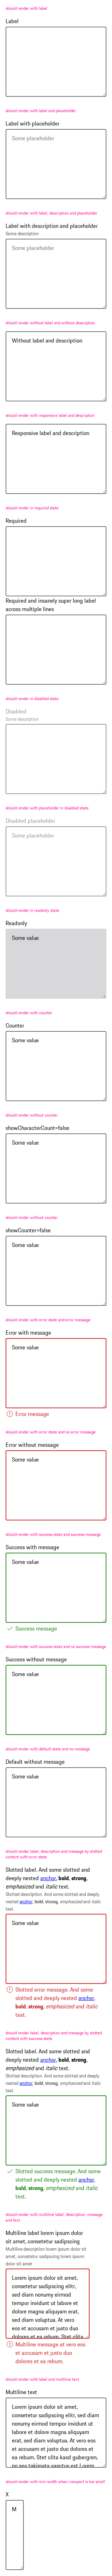 should render with label
Label
should render with label and placeholder
Label with placeholder
Some placeholder
should render with label, description and placeholder
Label with description and placeholder
Some description
Some placeholder
should render without label and without description
Without label and description
should render with responsive label and description
Responsive label and description
should render in required state
Required
Required and insanely super long label
across multiple lines
should render in disabled state
Disabled
Some description
should render with placeholder in disabled state
Disabled placeholder
Some placeholder
should render in readonly state
Readonly
Some value
should render with counter
Counter
Some value
should render without counter
showCharacterCount=false
Some value
should render without counter
showCounter=false
Some value
should render with error state and error message
Error with message
Some value
Error message
should render with error state and no error message
Error without message
Some value
should render with success state and success message
Success with message
Some value
Success message
should render with success state and no success message
Success without message
Some value
should render with default state and no message
Default without message
Some value
should render label, description and message by slotted
content with error state
Slotted label. And some slotted and
deeply nested anchor, bold, strong,
emphasized and italic text.
Slotted description. And some slotted and deeply
nested anchor, bold, strong, emphasized and italic
text.
Some value
Slotted error message. And some
slotted and deeply nested anchor,
bold, strong, emphasized and italic
text.
should render label, description and message by slotted
content with success state
Slotted label. And some slotted and
deeply nested anchor, bold, strong,
emphasized and italic text.
Slotted description. And some slotted and deeply
nested anchor, bold, strong, emphasized and italic
text.
Some value
Slotted success message. And some
slotted and deeply nested anchor,
bold, strong, emphasized and italic
text.
should render with multiline label, description, message
and text
Multiline label lorem ipsum dolor
sit amet, consetetur sadipscing
Multiline description lorem ipsum dolor sit
amet, consetetur sadipscing lorem ipsum
dolor sit amet
Lorem ipsum dolor sit amet,
consetetur sadipscing elitr, sed
diam nonumy eirmod tempor
invidunt ut labore et dolore
magna aliquyam erat, sed diam
voluptua. At vero eos et
accusam et justo duo dolores et
ea rebum. Stet clita
Multiline message at vero eos
et accusam et justo duo
dolores et ea rebum.
should render with label and multiline text
Multiline text
Lorem ipsum dolor sit amet,
consetetur sadipscing elitr, sed diam
nonumy eirmod tempor invidunt ut
labore et dolore magna aliquyam
erat, sed diam voluptua. At vero eos
et accusam et justo duo dolores et
ea rebum. Stet clita kasd gubergren,
no sea takimata sanctus est Lorem
should render with min-width when viewport is too small
X
M